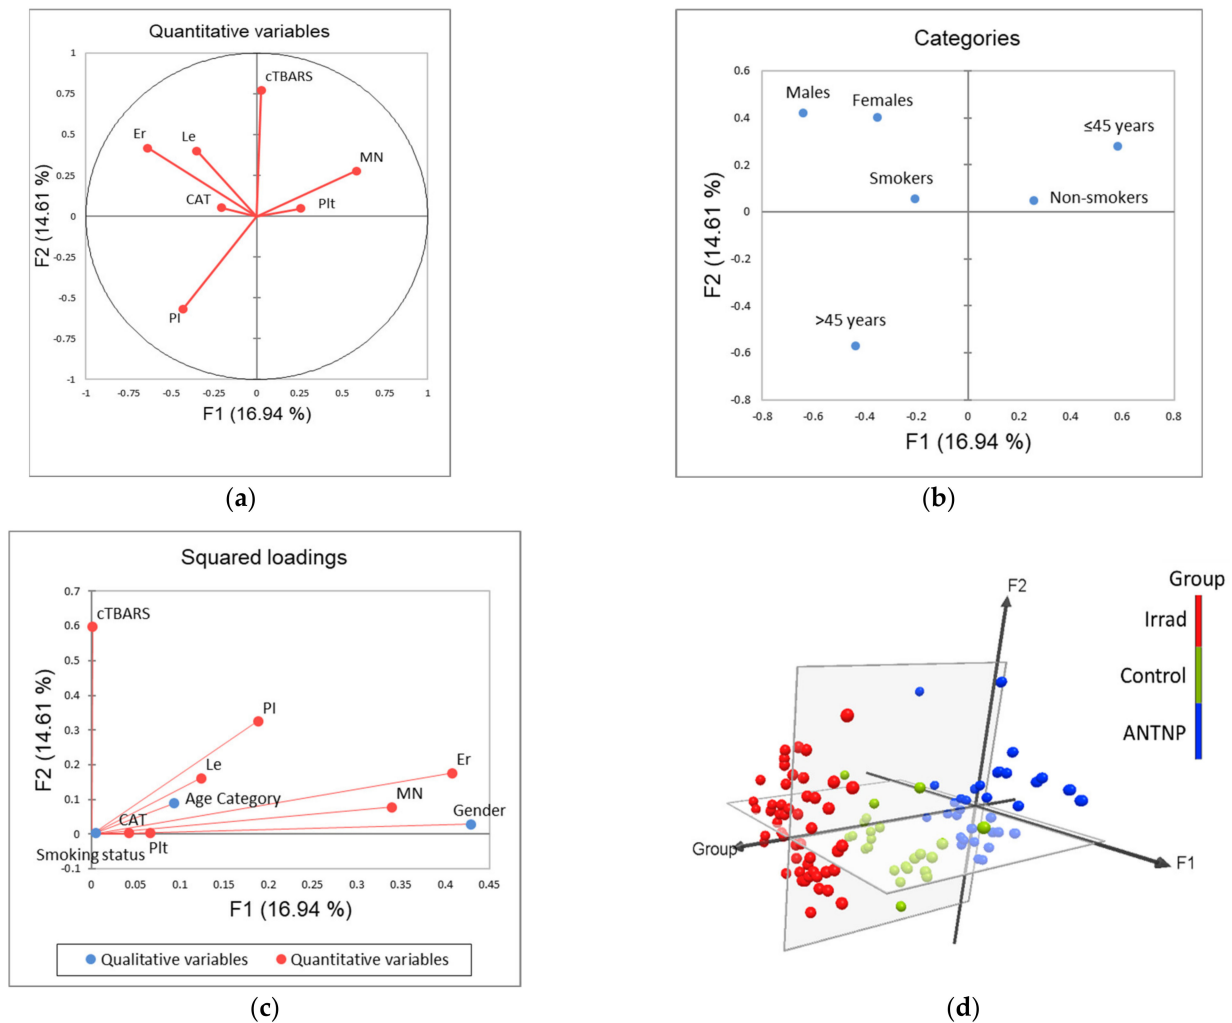 Quantitative variables
1
0.75
0.5
0.25
0
-0.25
-0.5
-0.75
-1
-1 -0.75 -0.5 -0.25 0 0.25 0.5 0.75 1
F2 (14.61 %)
F1 (16.94 %)
cTBARS
Er
Le
MN
CAT
Plt
PI
(a)
Categories
0.6
0.4
0.2
0
-0.2
-0.4
-0.6
-0.8
-0.8 -0.6 -0.4 -0.2 0 0.2 0.4 0.6 0.8
F2 (14.61 %)
F1 (16.94 %)
Males
Females
≤45 years
Smokers
Non-smokers
>45 years
(b)
Squared loadings
0.7
0.6
0.5
0.4
0.3
0.2
0.1
0
-0.1
0 0.05 0.1 0.15 0.2 0.25 0.3 0.35 0.4 0.45
F2 (14.61 %)
F1 (16.94 %)
cTBARS
PI
Le
Er
Age Category
MN
Gender
CAT
Smoking status
Plt
Qualitative variables Quantitative variables
(c)
Group
Irrad
Control
ANTNP
F2
Group
F1
(d)